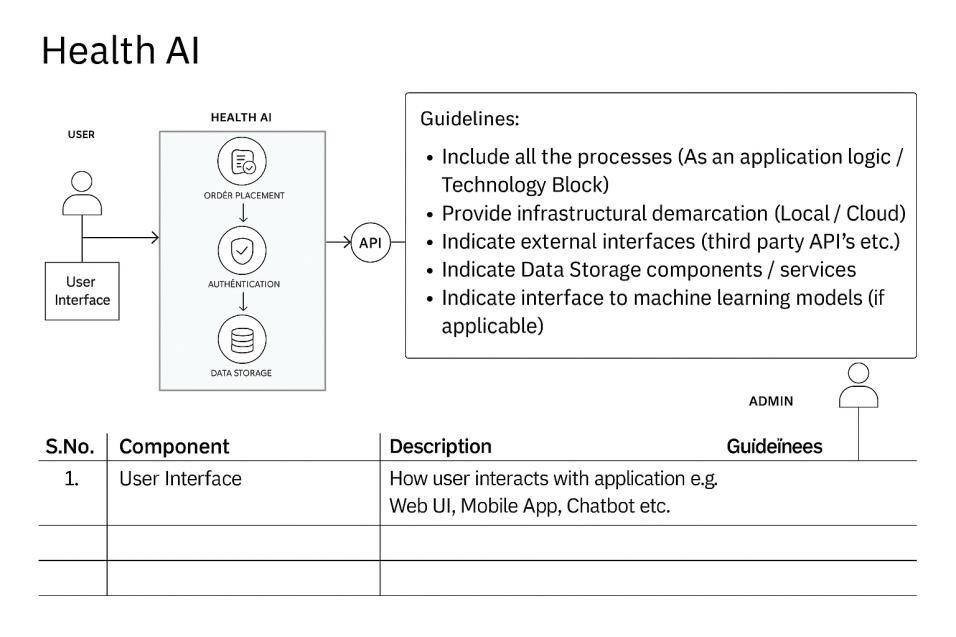 Health AI
USER
User
Interface
HEALTH AI
ORDĖR PLACEMENT
AUTHĖNTICATION
DATA STORAGE
API
Guidelines:
• Include all the processes (As an application logic /
Technology Block)
• Provide infrastructural demarcation (Local / Cloud)
• Indicate external interfaces (third party API’s etc.)
• Indicate Data Storage components / services
• Indicate interface to machine learning models (if
applicable)
ADMIN
S.No. Component Description Guideïnees
1. User Interface How user interacts with application e.g.
Web UI, Mobile App, Chatbot etc.